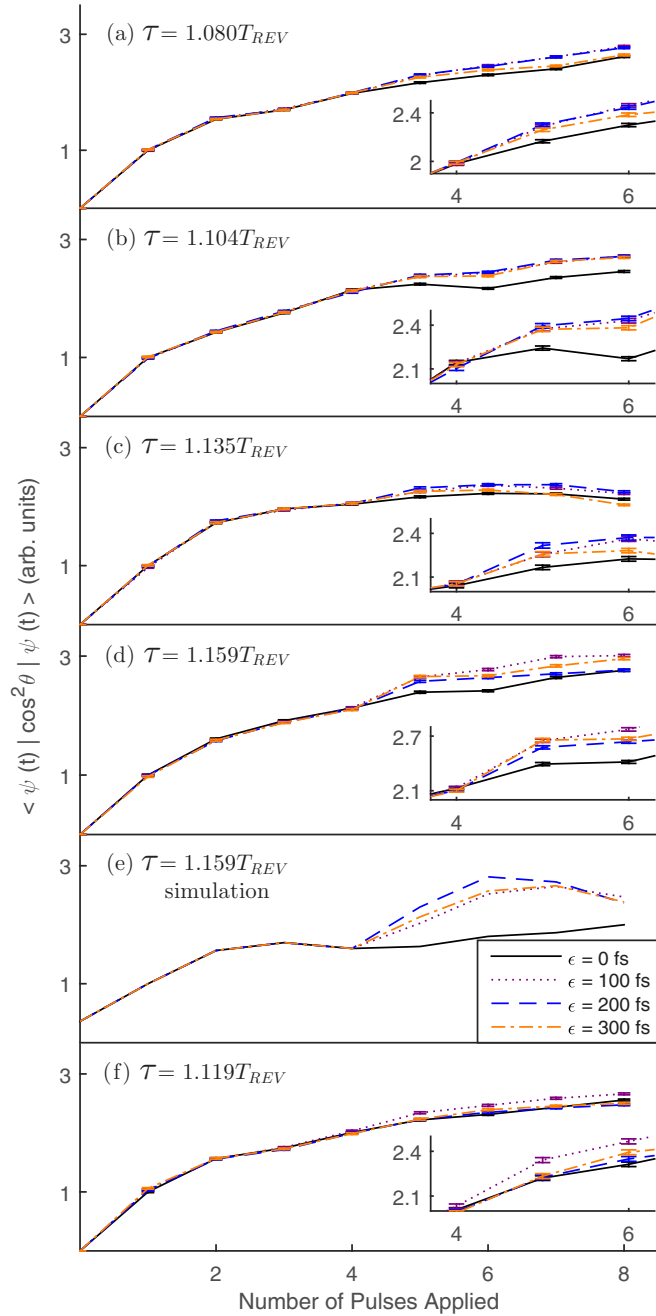 (a) τ = 1.080T_REV
3
1
2.4
2
4
6
(b) τ = 1.104T_REV
3
1
2.4
2.1
4
6
(c) τ = 1.135T_REV
3
1
2.4
2.1
4
6
(d) τ = 1.159T_REV
3
1
2.7
2.1
4
6
(e) τ = 1.159T_REV
simulation
3
1
ϵ = 0 fs
ϵ = 100 fs
ϵ = 200 fs
ϵ = 300 fs
(f) τ = 1.119T_REV
3
1
2.4
2.1
4
6
2
4
6
8
Number of Pulses Applied
< ψ (t) | cos²θ | ψ (t) > (arb. units)